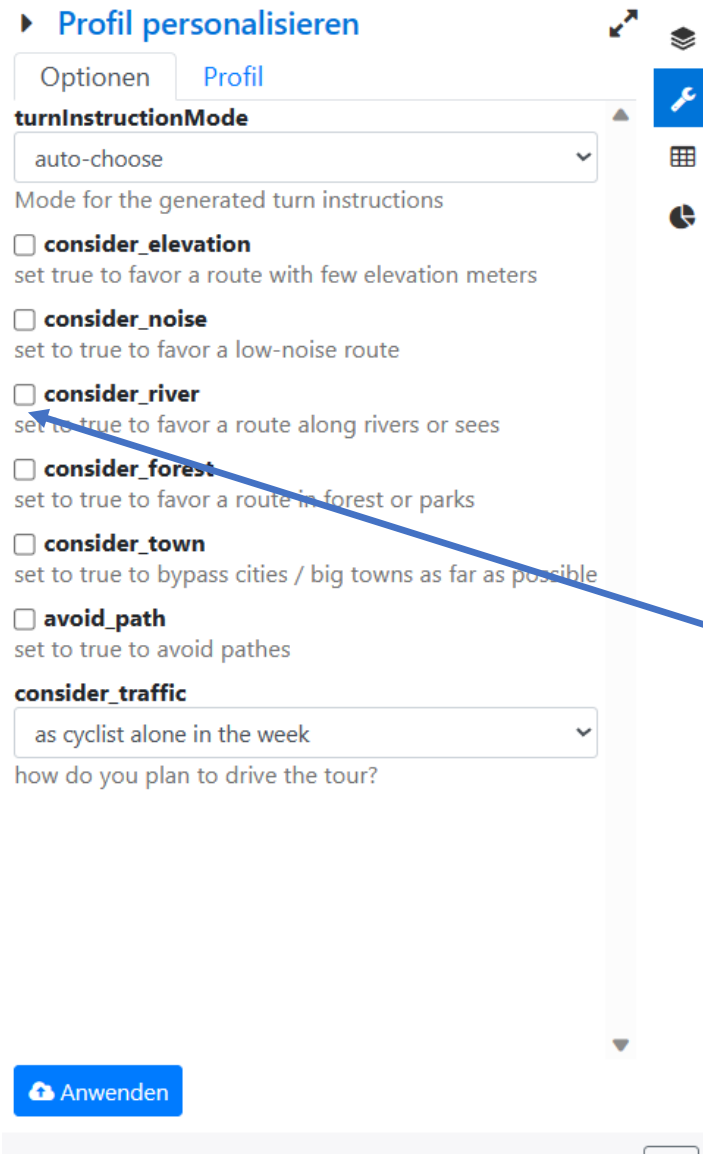 Profil personalisieren
Optionen Profil
turnInstructionMode
auto-choose
Mode for the generated turn instructions
consider_elevation
set true to favor a route with few elevation meters
consider_noise
set to true to favor a low-noise route
consider_river
set to true to favor a route along rivers or sees
consider_forest
set to true to favor a route in forest or parks
consider_town
set to true to bypass cities / big towns as far as possible
avoid_path
set to true to avoid pathes
consider_traffic
as cyclist alone in the week
how do you plan to drive the tour?
Anwenden